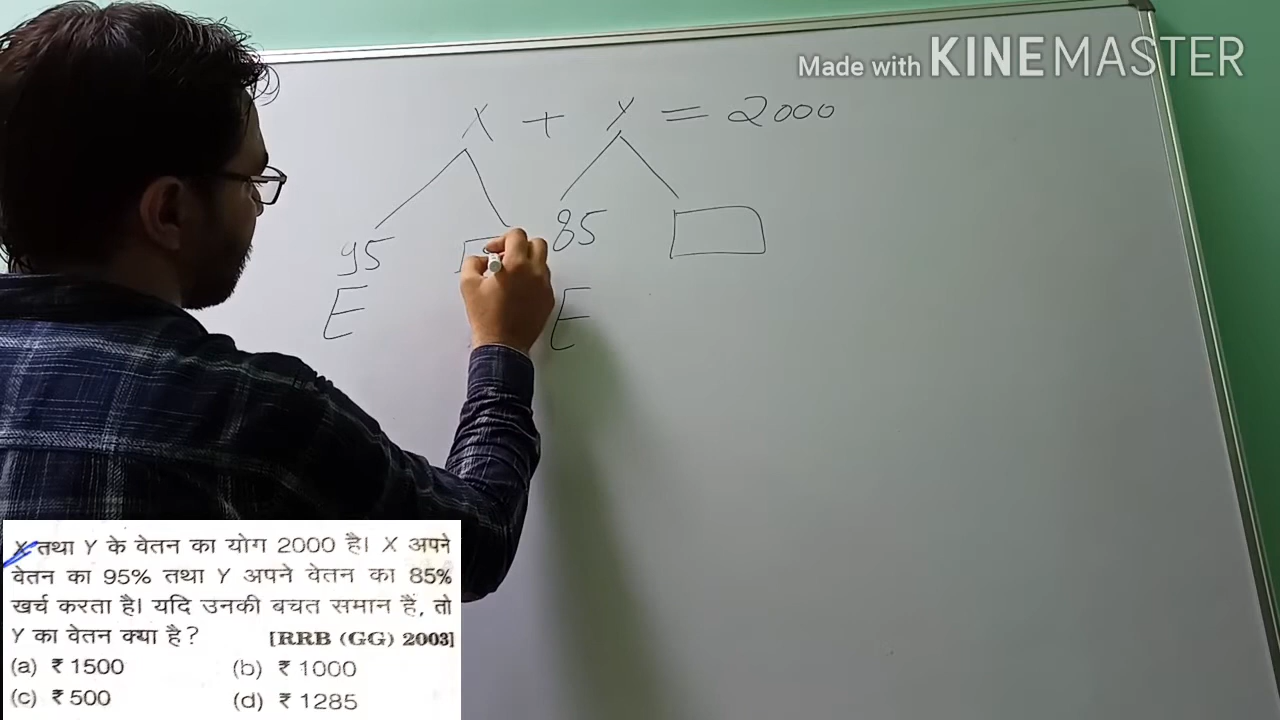 Made with KINEMASTER
X + Y = 2000
95 85
E E
X तथा Y के वेतन का योग 2000 है। X अपने
वेतन का 95% तथा Y अपने वेतन का 85%
खर्च करता है। यदि उनकी बचत समान है, तो
Y का वेतन क्या है? [RRB (GG) 2003]
(a) ₹ 1500 (b) ₹ 1000
(c) ₹ 500 (d) ₹ 1285